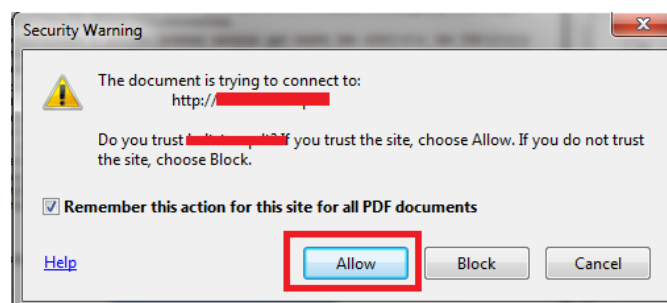 Security Warning
The document is trying to connect to:
http://
Do you trust If you trust the site, choose Allow. If you do not trust
the site, choose Block.
Remember this action for this site for all PDF documents
Help
Allow
Block
Cancel